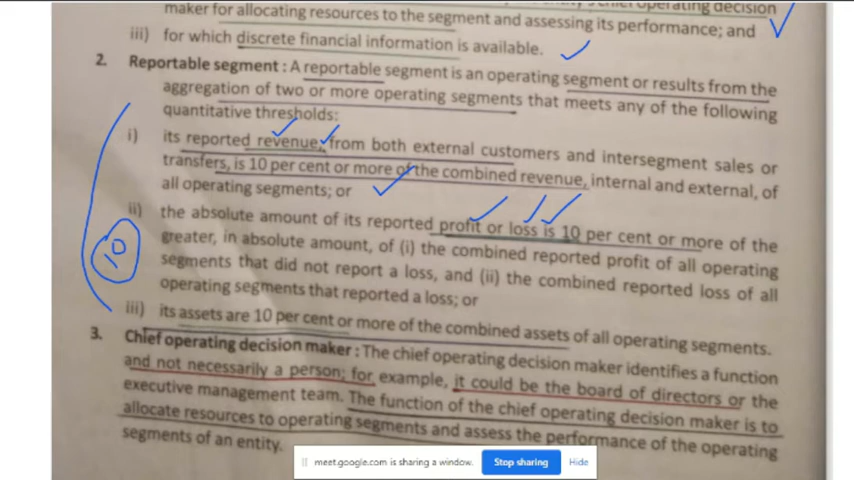 chief operating decision
maker for allocating resources to the segment and assessing its performance; and
iii) for which discrete financial information is available.
2. Reportable segment : A reportable segment is an operating segment or results from the
aggregation of two or more operating segments that meets any of the following
quantitative thresholds:
i) its reported revenue, from both external customers and intersegment sales or
transfers, is 10 per cent or more of the combined revenue, internal and external, of
all operating segments; or
ii) the absolute amount of its reported profit or loss is 10 per cent or more of the
greater, in absolute amount, of (i) the combined reported profit of all operating
segments that did not report a loss, and (ii) the combined reported loss of all
operating segments that reported a loss; or
10
iii) its assets are 10 per cent or more of the combined assets of all operating segments.
3. Chief operating decision maker : The chief operating decision maker identifies a function
and not necessarily a person; for example, it could be the board of directors or the
executive management team. The function of the chief operating decision maker is to
allocate resources to operating segments and assess the performance of the operating
segments of an entity.
meet.google.com is sharing a window. Stop sharing Hide